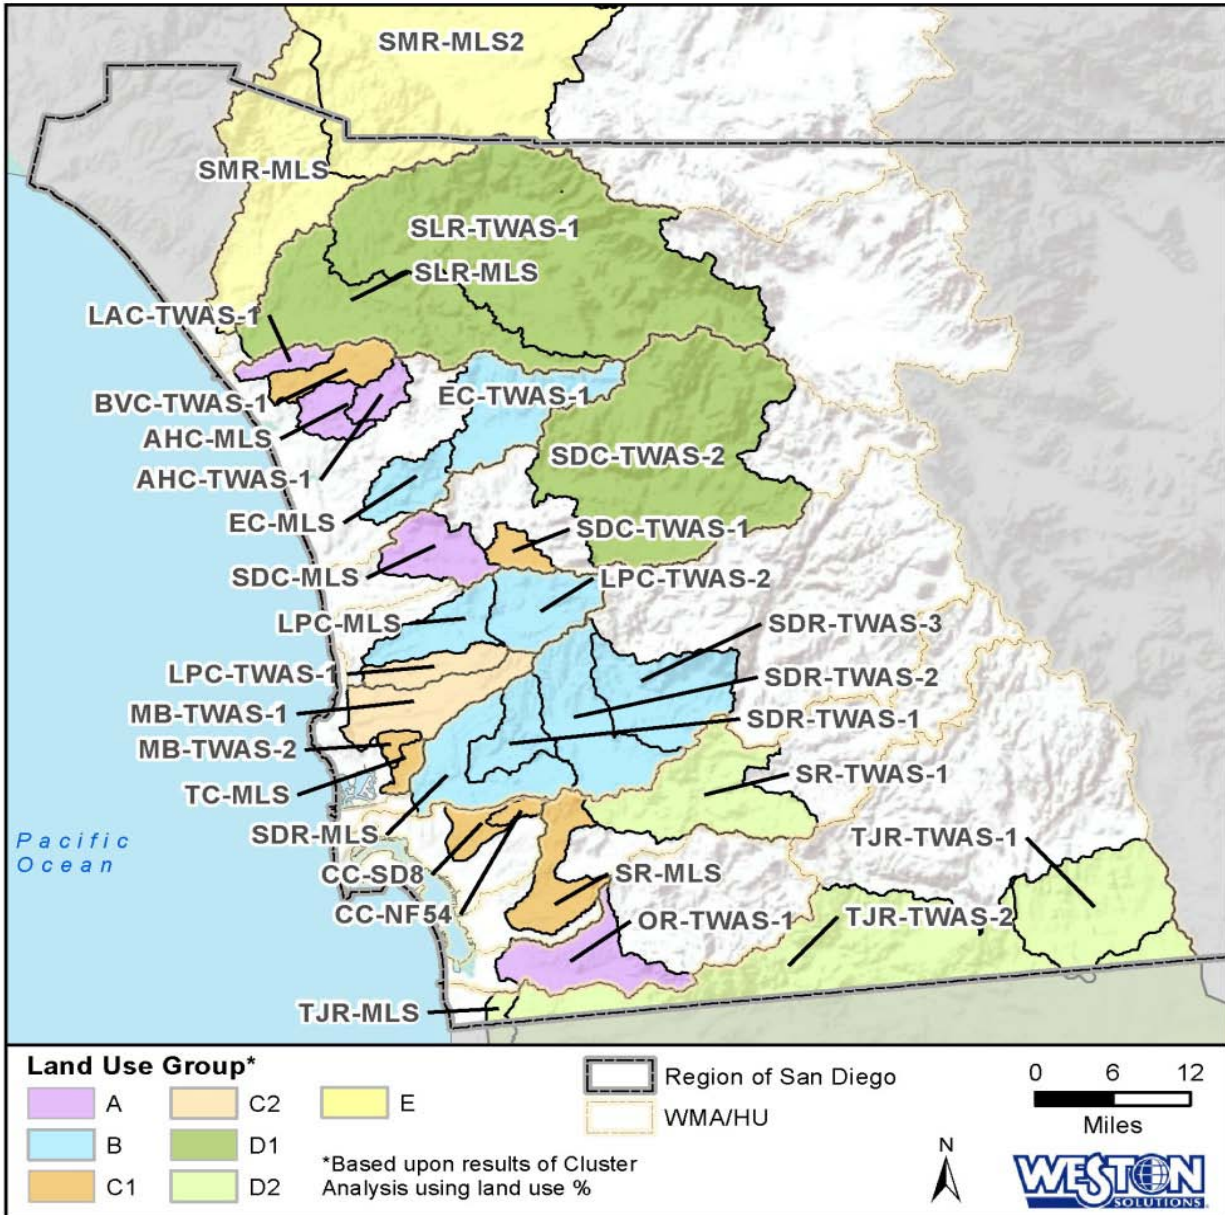 SMR-MLS2
SMR-MLS
SLR-TWAS-1
SLR-MLS
LAC-TWAS-1
BVC-TWAS-1
EC-TWAS-1
AHC-MLS
SDC-TWAS-2
AHC-TWAS-1
EC-MLS
SDC-TWAS-1
SDC-MLS
LPC-TWAS-2
LPC-MLS
SDR-TWAS-3
LPC-TWAS-1
SDR-TWAS-2
MB-TWAS-1
SDR-TWAS-1
MB-TWAS-2
SR-TWAS-1
TC-MLS
SDR-MLS
TJR-TWAS-1
Pacific
Ocean
CC-SD8
SR-MLS
CC-NF54
OR-TWAS-1
TJR-TWAS-2
TJR-MLS
Land Use Group*
A
B
C1
C2
D1
D2
E
*Based upon results of Cluster
Analysis using land use %
Region of San Diego
WMA/HU
0 6 12
Miles
N
WESTON
SOLUTIONS